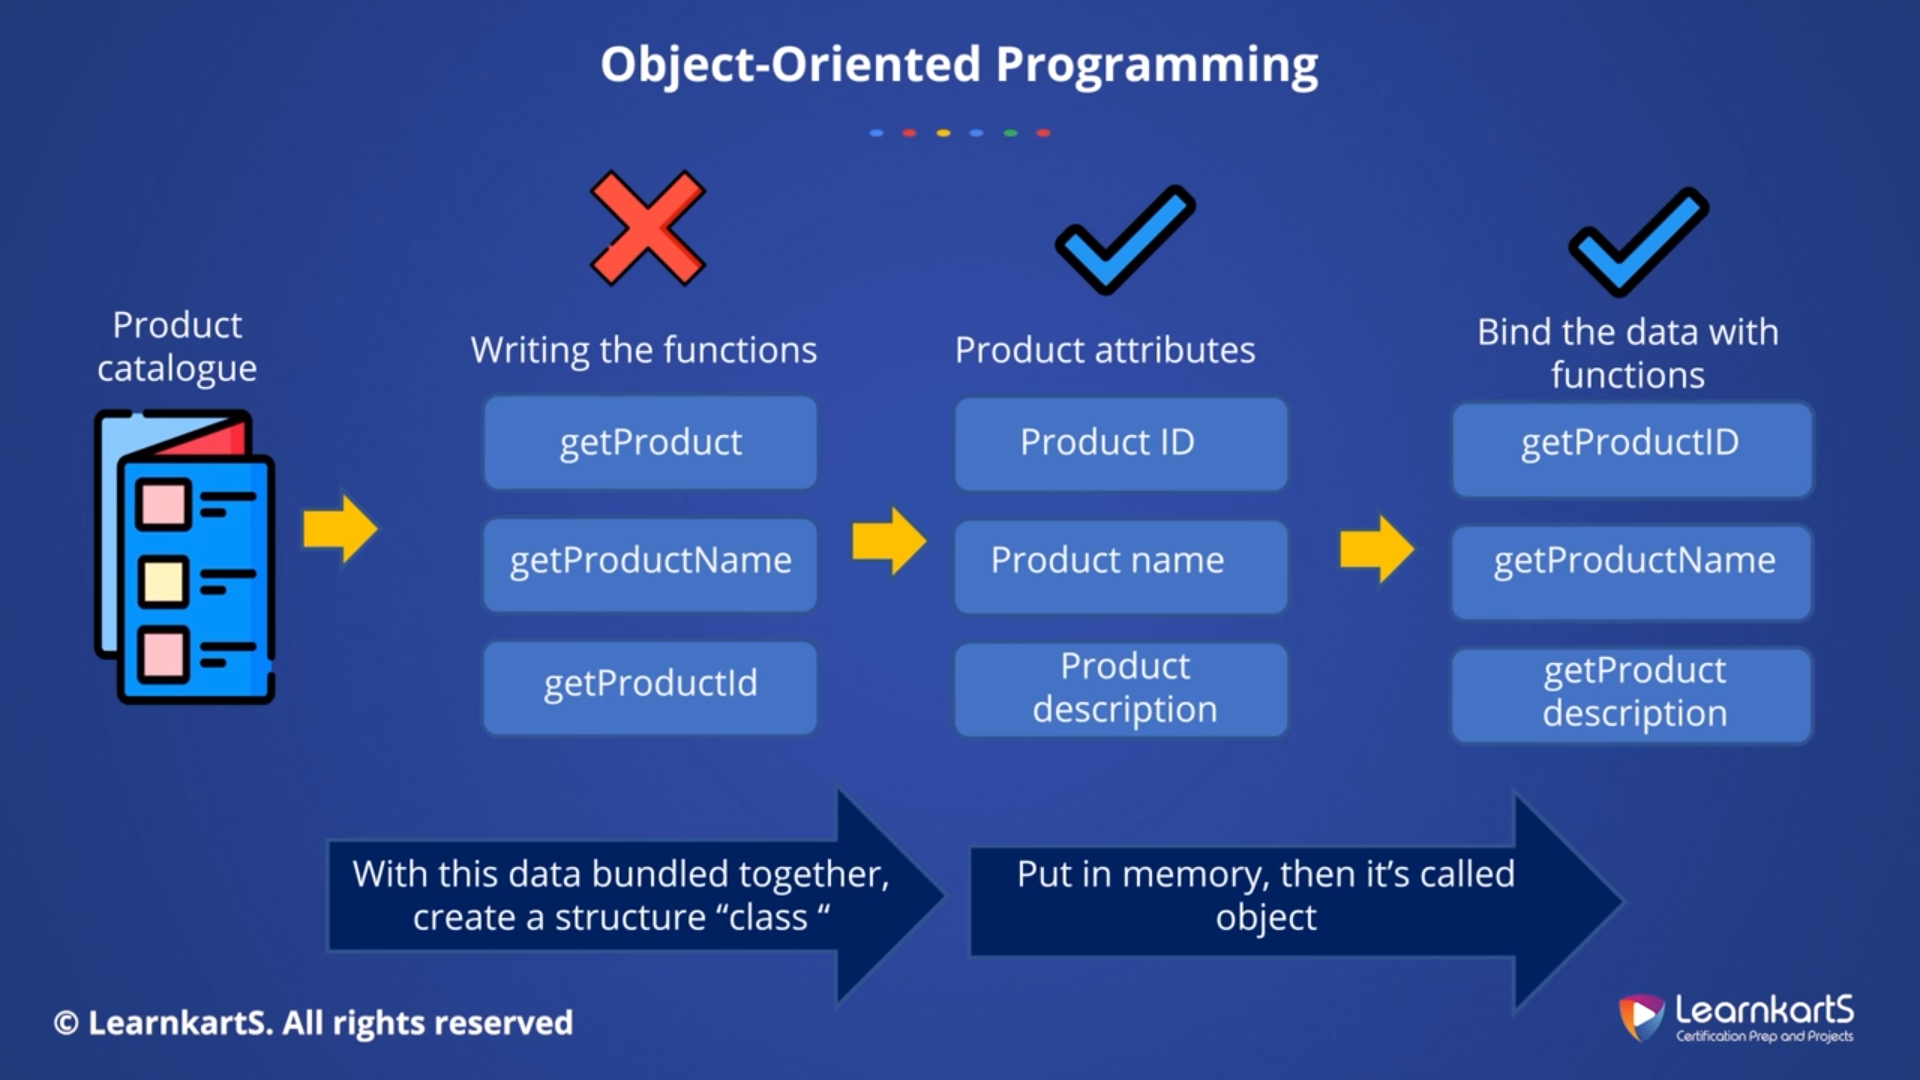 Object-Oriented Programming
Product
catalogue
Writing the functions
getProduct
getProductName
getProductId
Product attributes
Product ID
Product name
Product
description
Bind the data with
functions
getProductID
getProductName
getProduct
description
With this data bundled together,
create a structure “class “
Put in memory, then it’s called
object
© LearnkartS. All rights reserved
LearnkartS
Certification Prep and Projects